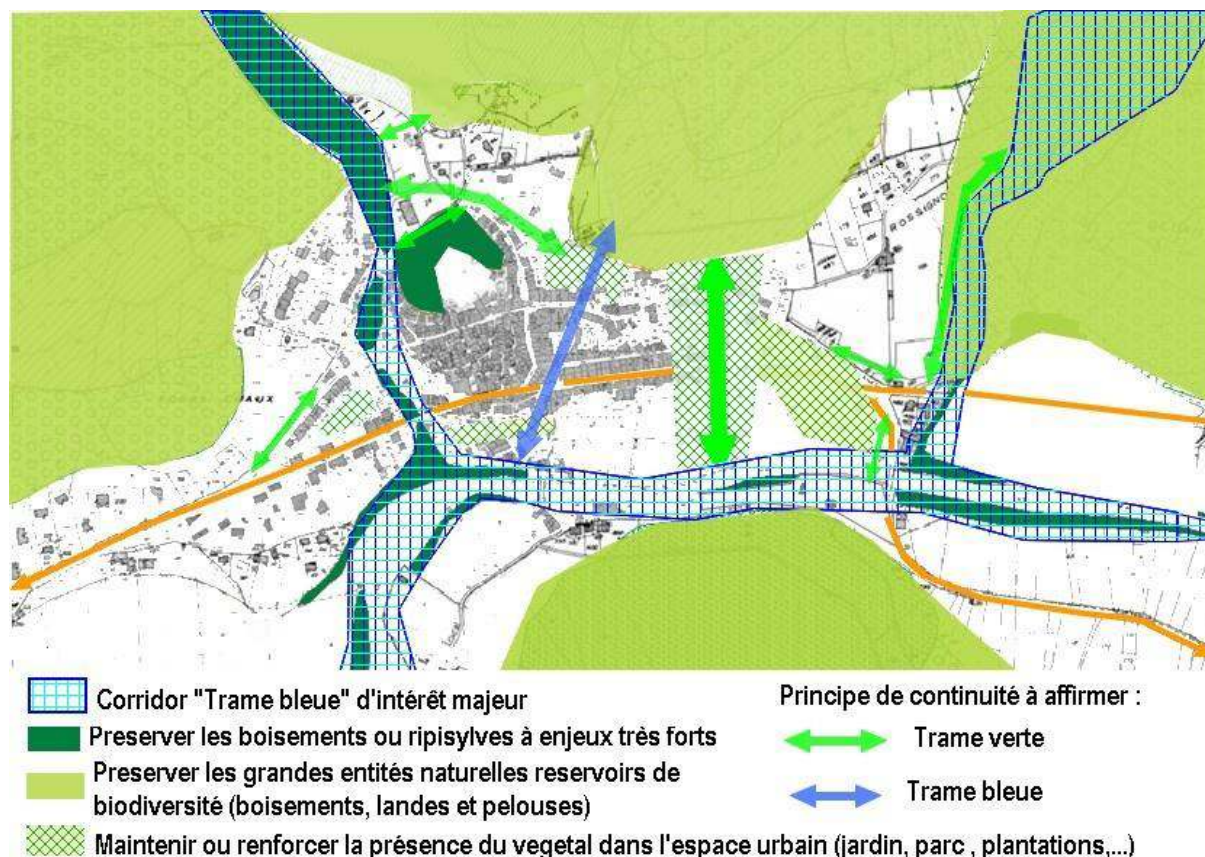 ROSSIGNO
Corridor "Trame bleue" d'intérêt majeur
Preserver les boisements ou ripisylves à enjeux très forts
Preserver les grandes entités naturelles reservoirs de
biodiversité (boisements, landes et pelouses)
Maintenir ou renforcer la présence du vegetal dans l'espace urbain (jardin, parc , plantations,...)
Principe de continuité à affirmer :
Trame verte
Trame bleue